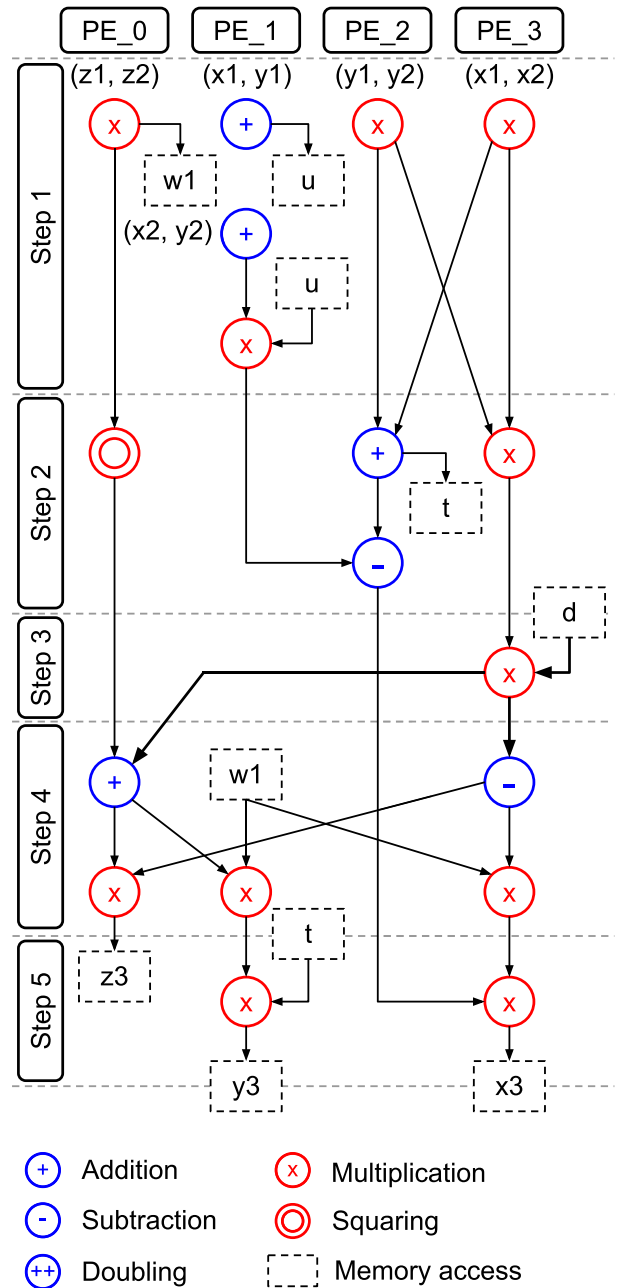 PE_0 PE_1 PE_2 PE_3
(z1, z2) (x1, y1) (y1, y2) (x1, x2)
Step 1
x + x x
w1 u
(x2, y2) +
u
x
Step 2
+ x
t
-
d
Step 3
x
Step 4
w1
+ -
x x x
t
Step 5
z3
x x
y3 x3
+ Addition x Multiplication
- Subtraction Squaring
++ Doubling Memory access